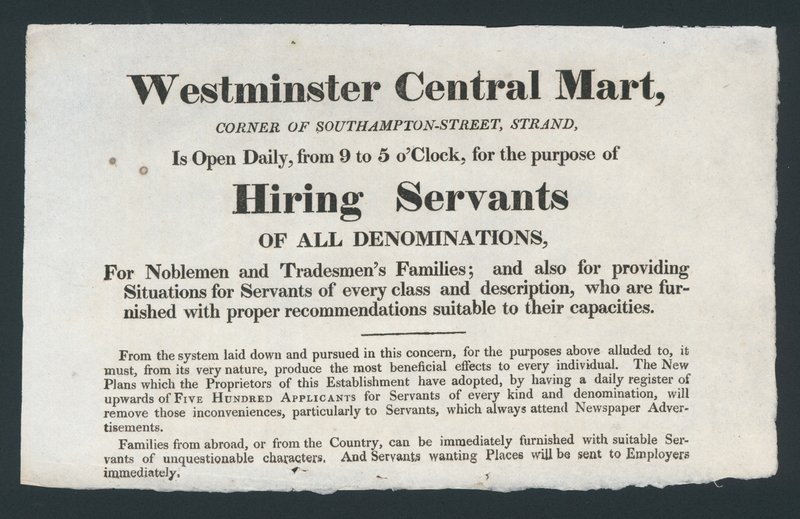 Westminster Central Mart,
CORNER OF SOUTHAMPTON-STREET, STRAND,
Is Open Daily, from 9 to 5 o'Clock, for the purpose of
Hiring Servants
OF ALL DENOMINATIONS,
For Noblemen and Tradesmen's Families; and also for providing
Situations for Servants of every class and description, who are fur-
nished with proper recommendations suitable to their capacities.
From the system laid down and pursued in this concern, for the purposes above alluded to, it
must, from its very nature, produce the most beneficial effects to every individual. The New
Plans which the Proprietors of this Establishment have adopted, by having a daily register of
upwards of FIVE HUNDRED APPLICANTS for Servants of every kind and denomination, will
remove those inconveniences, particularly to Servants, which always attend Newspaper Adver-
tisements.
Families from abroad, or from the Country, can be immediately furnished with suitable Ser-
vants of unquestionable characters. And Servants wanting Places will be sent to Employers
immediately.